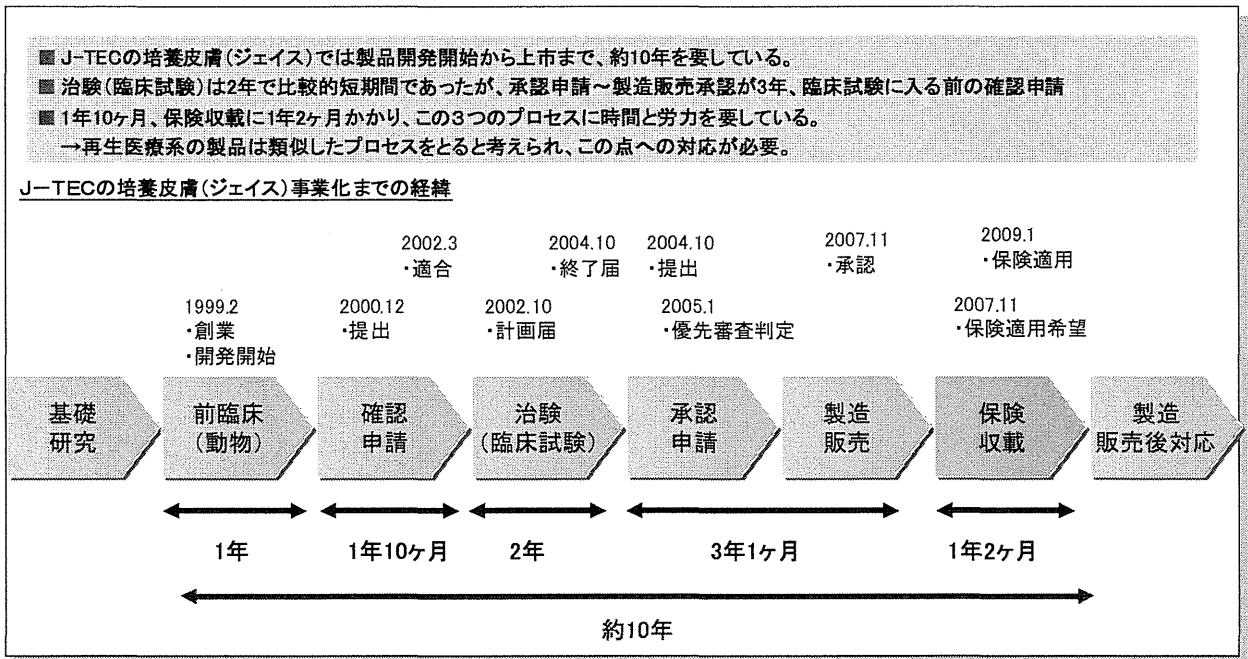 ■ J-TECの培養皮膚(ジェイス)では製品開発開始から上市まで、約10年を要している。
■ 治験(臨床試験)は2年で比較的短期間であったが、承認申請～製造販売承認が3年、臨床試験に入る前の確認申請
■ 1年10ヶ月、保険収載に1年2ヶ月かかり、この3つのプロセスに時間と労力を要している。
→再生医療系の製品は類似したプロセスをとると考えられ、この点への対応が必要。
J-TECの培養皮膚(ジェイス)事業化までの経緯
2002.3
・適合
2004.10
・終了届
2004.10
・提出
2007.11
・承認
2009.1
・保険適用
1999.2
・創業
・開発開始
2000.12
・提出
2002.10
・計画届
2005.1
・優先審査判定
2007.11
・保険適用希望
基礎
研究
前臨床
(動物)
確認
申請
治験
(臨床試験)
承認
申請
製造
販売
保険
収載
製造
販売後対応
1年
1年10ヶ月
2年
3年1ヶ月
1年2ヶ月
約10年